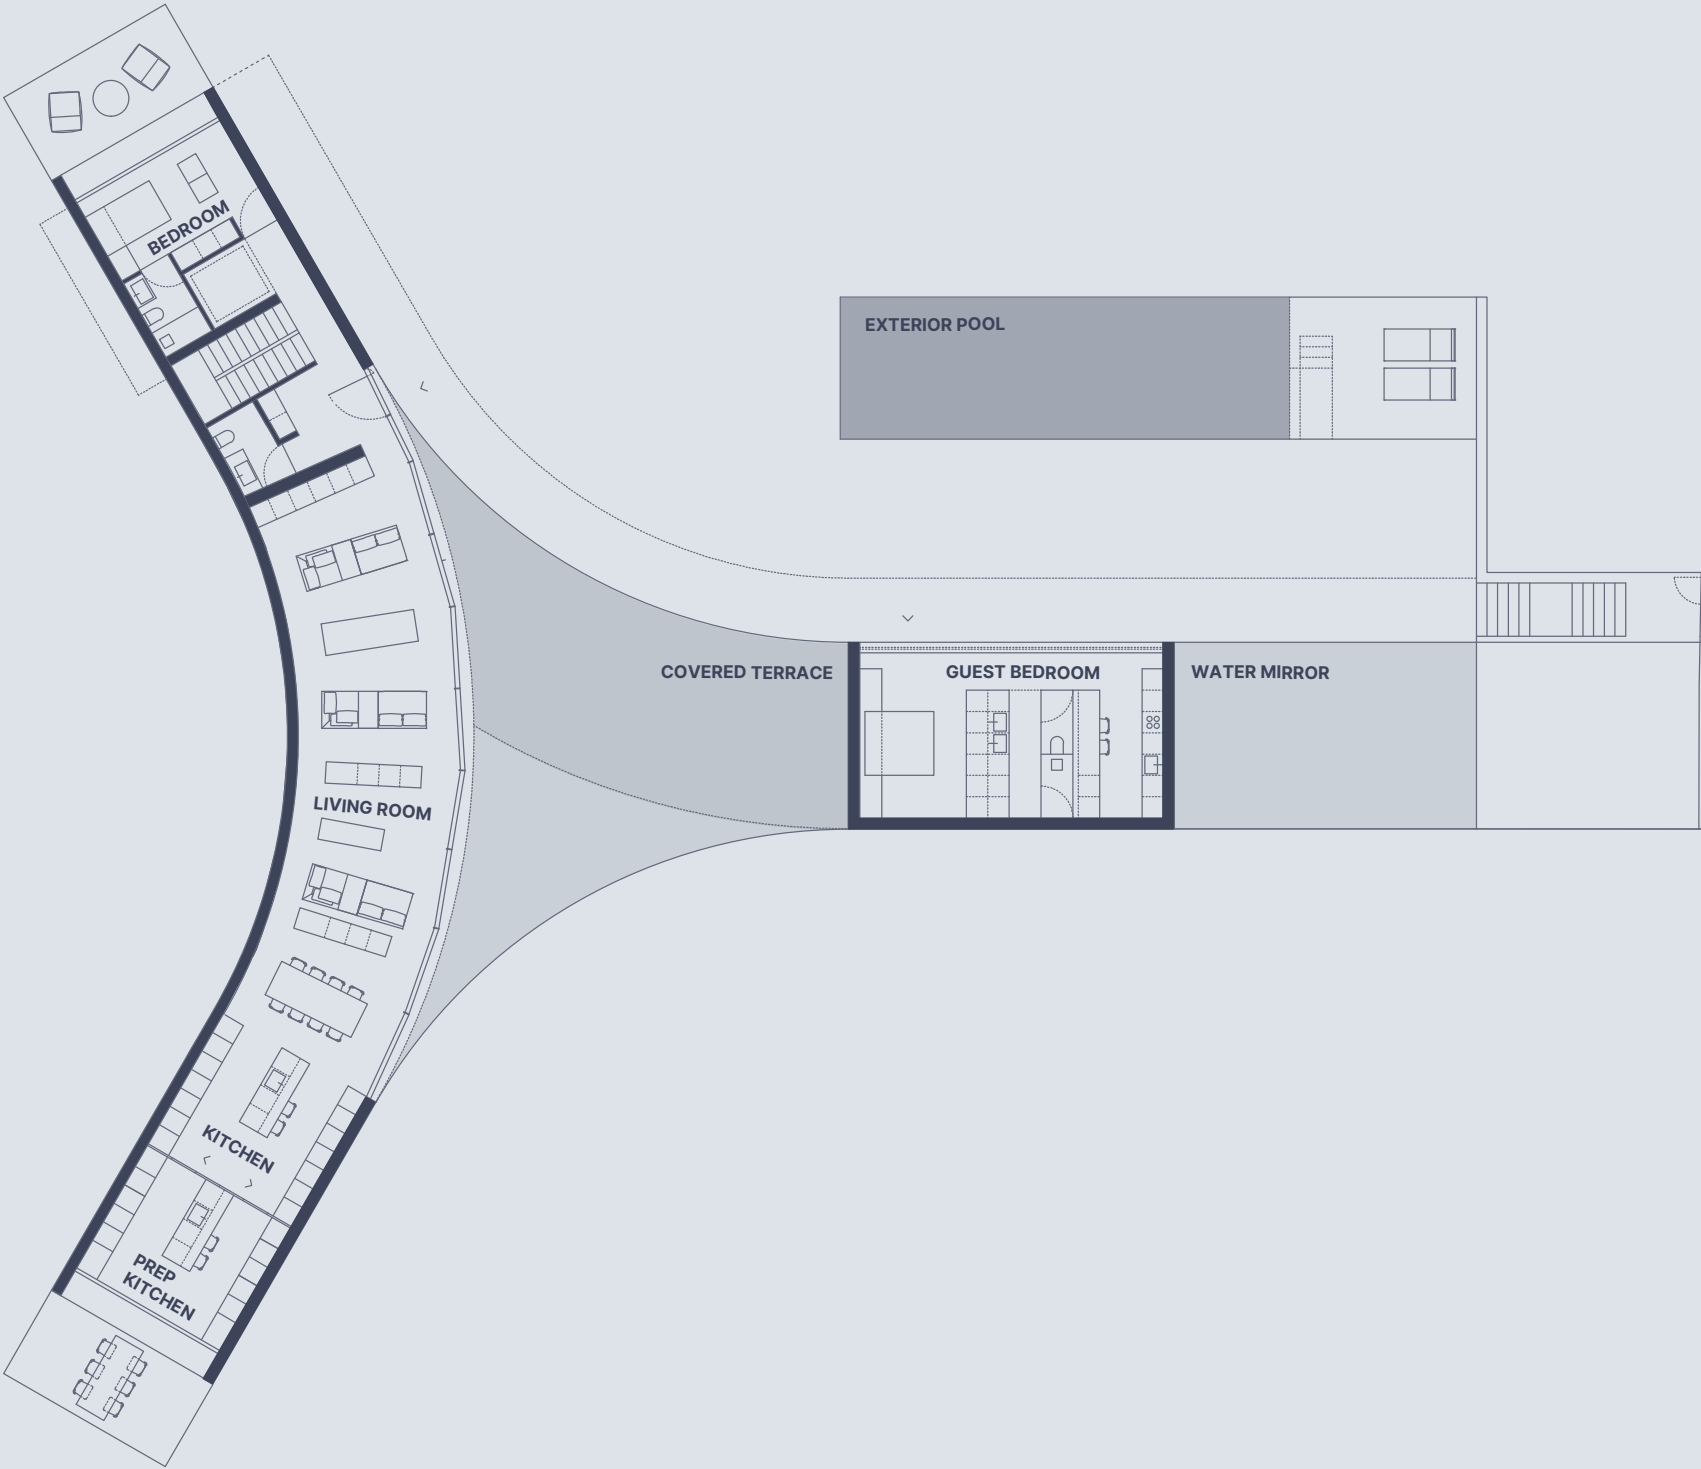 BEDROOM
EXTERIOR POOL
COVERED TERRACE
GUEST BEDROOM
WATER MIRROR
LIVING ROOM
KITCHEN
PREP
KITCHEN